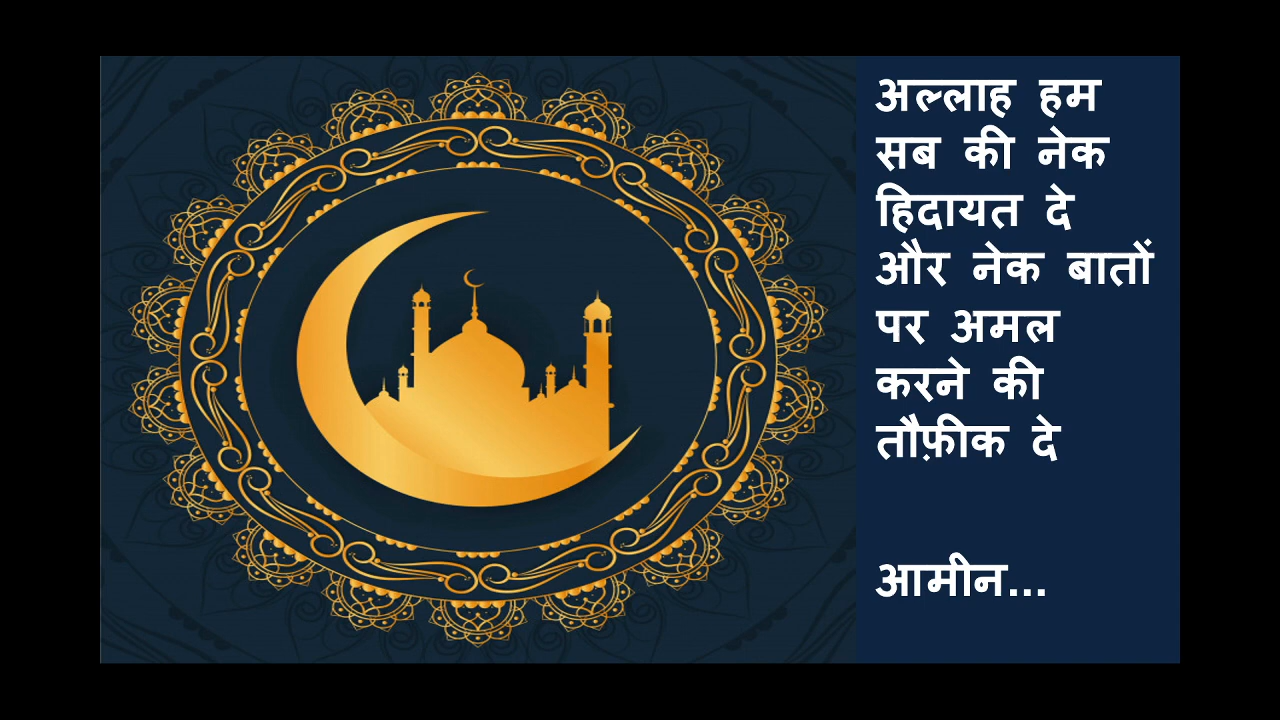 अल्लाह हम
सब की नेक
हिदायत दे
और नेक बातों
पर अमल
करने की
तौफ़ीक दे
आमीन...